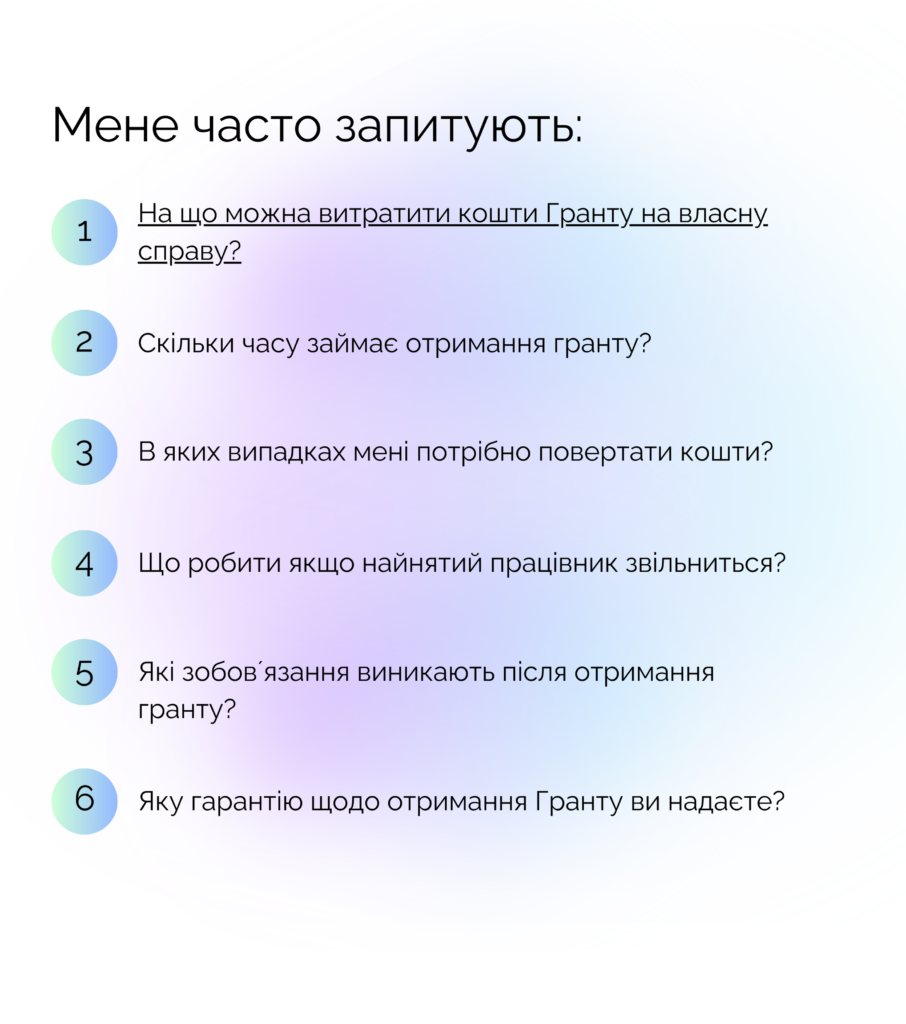 Мене часто запитують:
1
На що можна витратити кошти Гранту на власну
справу?
2
Скільки часу займає отримання гранту?
3
В яких випадках мені потрібно повертати кошти?
4
Що робити якщо найнятий працівник звільниться?
5
Які зобов´язання виникають після отримання
гранту?
6
Яку гарантію щодо отримання Гранту ви надаєте?